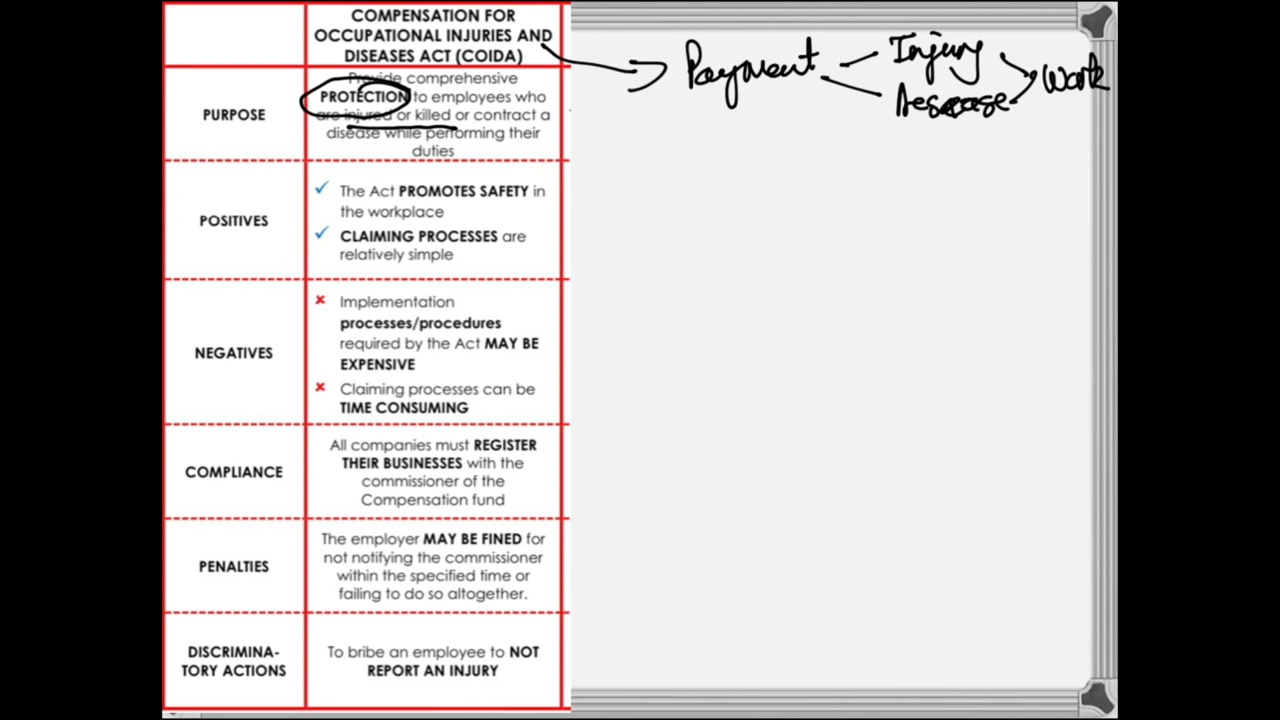 COMPENSATION FOR
OCCUPATIONAL INJURIES AND
DISEASES ACT (COIDA)
PURPOSE
Provide comprehensive
PROTECTION to employees who
are injured or killed or contract a
disease while performing their
duties
POSITIVES
✓ The Act PROMOTES SAFETY in
the workplace
✓ CLAIMING PROCESSES are
relatively simple
NEGATIVES
✗ Implementation
processes/procedures
required by the Act MAY BE
EXPENSIVE
✗ Claiming processes can be
TIME CONSUMING
COMPLIANCE
All companies must REGISTER
THEIR BUSINESSES with the
commissioner of the
Compensation fund
PENALTIES
The employer MAY BE FINED for
not notifying the commissioner
within the specified time or
failing to do so altogether.
DISCRIMINA-
TORY ACTIONS
To bribe an employee to NOT
REPORT AN INJURY
Payment
Injury
Work